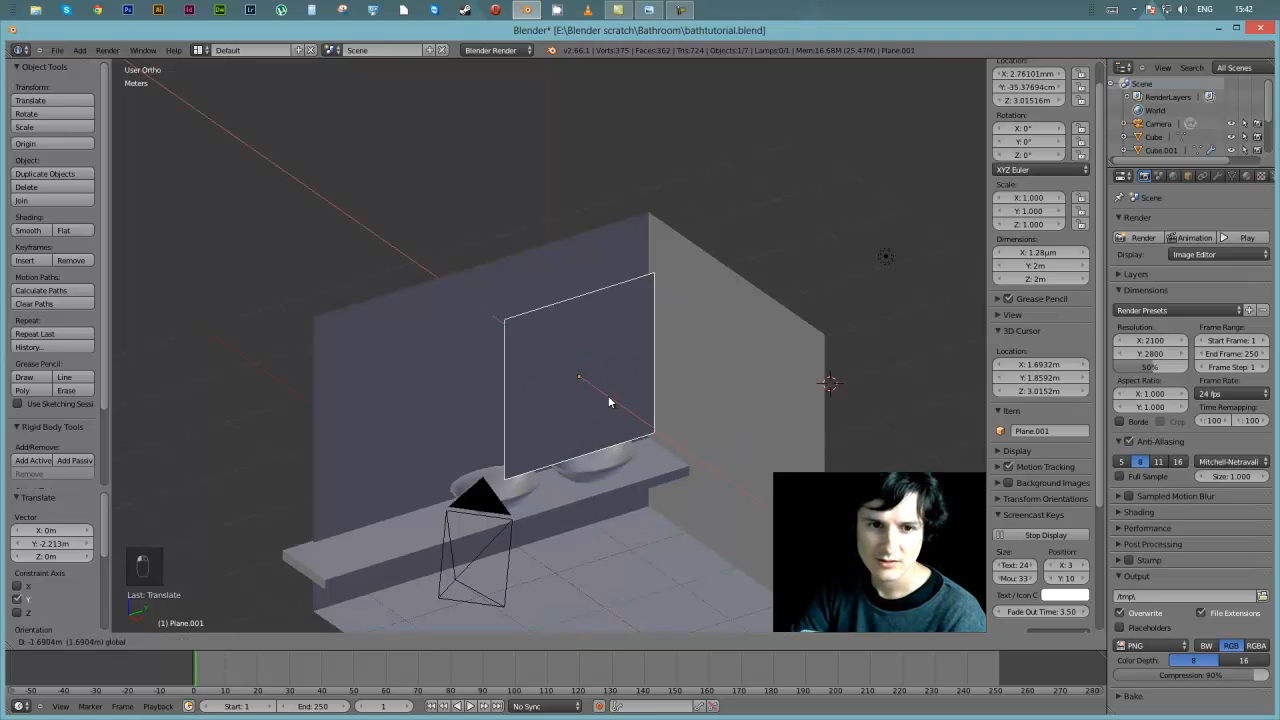 ENG 15:42
Blender* [E:\Blender scratch\Bathroom\bathtutorial.blend]
File Add Render Window Help Default Scene Blender Render v2.66.1 | Verts:375 | Faces:362 | Tris:724 | Objects:1/7 | Lamps:0/1 | Mem:16.68M (25.47M) | Plane.001
View Search All Scenes
Object Tools
Transform:
Translate
Rotate
Scale
Origin
Object:
Duplicate Objects
Delete
Join
Shading:
Smooth Flat
Keyframes:
Insert Remove
Motion Paths:
Calculate Paths
Clear Paths
Repeat:
Repeat Last
History...
Grease Pencil:
Draw Line
Poly Erase
Use Sketching Sessi
Rigid Body Tools
Add/Remove:
Add Active Add Passiv
Remove
Translate
Vector
X: 0m
Y: -2.213m
Z: 0m
Constraint Axis
X
Y
Z
Orientation
User Ortho
Meters
Last: Translate
(1) Plane.001
D: -1.6904m (1.6904m) global
Location:
X: 2.76101mm
Y: -35.37694cm
Z: 3.01516m
Rotation:
X: 0°
Y: 0°
Z: 0°
XYZ Euler
Scale:
X: 1.000
Y: 1.000
Z: 1.000
Dimensions:
X: 1.28µm
Y: 2m
Z: 2m
Grease Pencil
View
3D Cursor
Location:
X: 1.6932m
Y: 1.8592m
Z: 3.0152m
Item
Plane.001
Display
Motion Tracking
Background Images
Transform Orientations
Screencast Keys
Stop Display
Size: Position:
Text: 24 X: 3
Mou: 33 Y: 10
Text / Icon C
Fade Out Time: 3.50
Scene
RenderLayers
World
Camera
Cube
Cube.001
Scene
Render
Render Animation Play
Display: Image Editor
Layers
Dimensions
Render Presets
Resolution: Frame Range:
X: 2100 Start Frame: 1
Y: 2800 End Frame: 250
50% Frame Step: 1
Aspect Ratio: Frame Rate:
X: 1.000 24 fps
Y: 1.000 Time Remapping:
Borde Crop :100 :100
Anti-Aliasing
5 8 11 16 Mitchell-Netravali
Full Sample Size: 1.000
Sampled Motion Blur
Shading
Performance
Post Processing
Stamp
Output
/tmp\
Overwrite File Extensions
Placeholders
PNG BW RGB RGBA
Color Depth: 8 16
Compression: 90%
Bake
-50 -40 -30 -20 -10 0 10 20 30 40 50 60 70 80 90 100 110 120 130 140 150 160 170 180 190 200 210 220 230 240 250 260 270 280
View Marker Frame Playback Start: 1 End: 250 1 No Sync